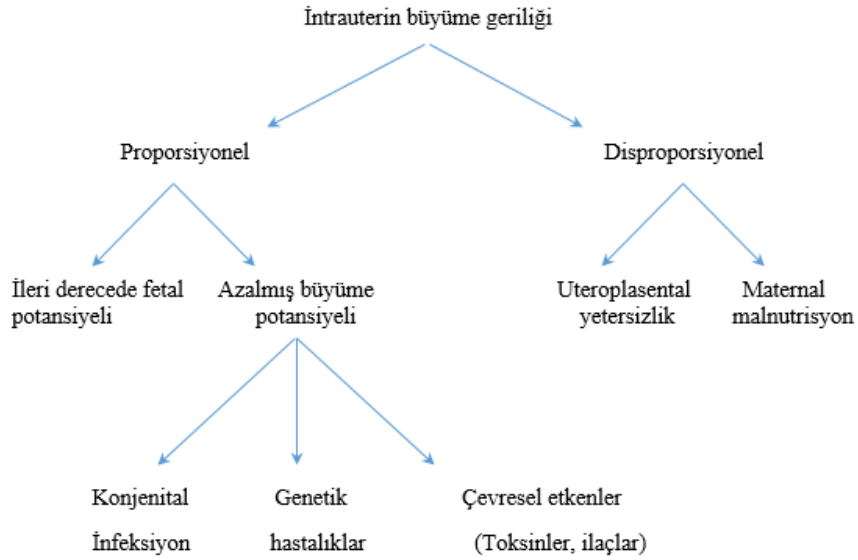 İntrauterin büyüme geriliği
Proporsiyonel
Disproporsiyonel
İleri derecede fetal
potansiyeli
Azalmış büyüme
potansiyeli
Uteroplasental
yetersizlik
Maternal
malnutrisyon
Konjenital
İnfeksiyon
Genetik
hastalıklar
Çevresel etkenler
(Toksinler, ilaçlar)